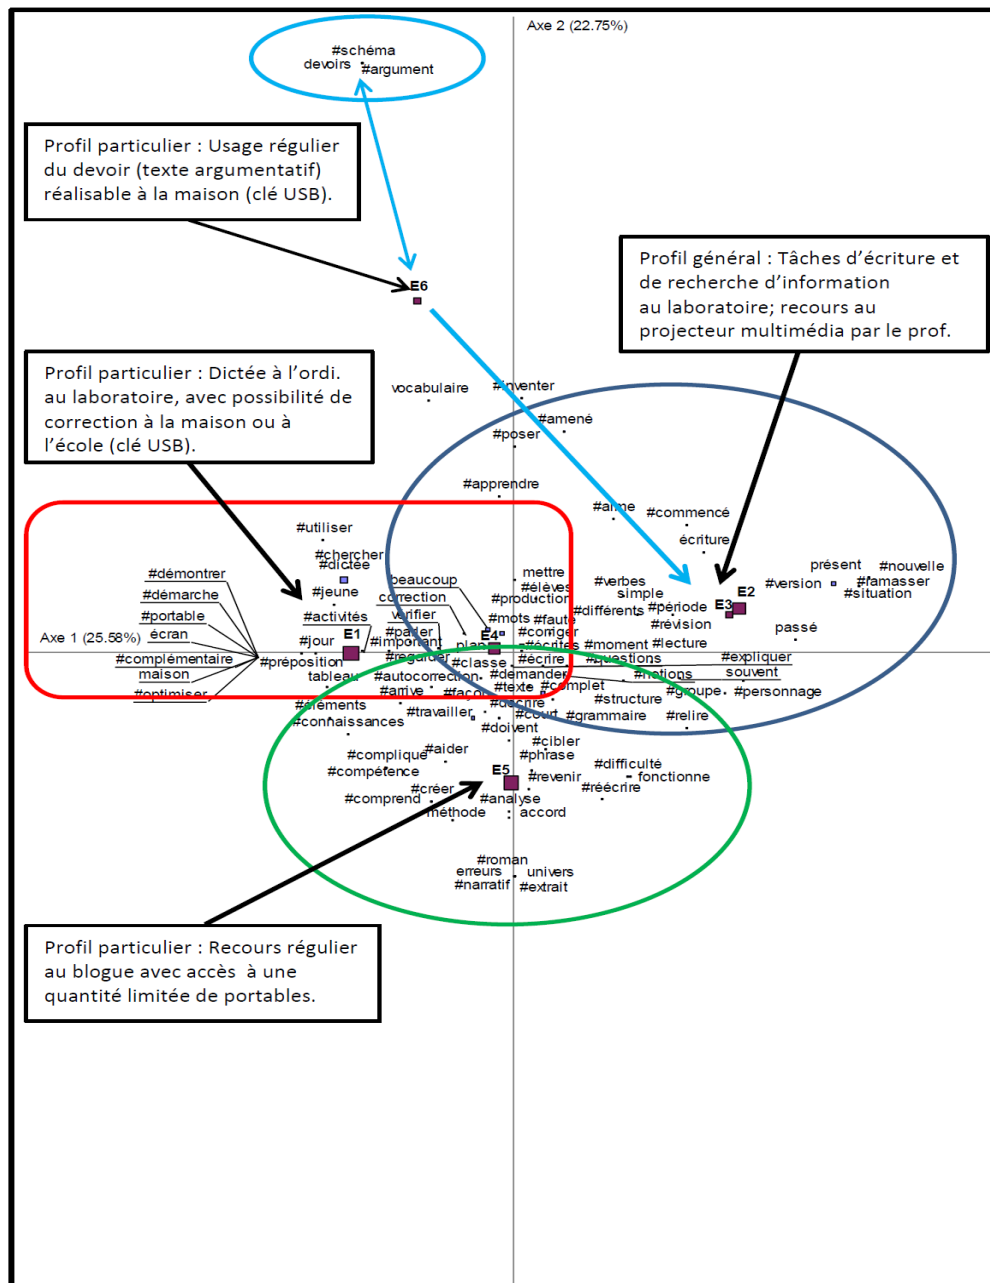 Axe 2 (22.75%)
#schéma
devoirs
#argument
Profil particulier : Usage régulier
du devoir (texte argumentatif)
réalisable à la maison (clé USB).
Profil général : Tâches d’écriture et
de recherche d’information
au laboratoire; recours au
projecteur multimédia par le prof.
E6
Profil particulier : Dictée à l’ordi.
au laboratoire, avec possibilité de
correction à la maison ou à
l’école (clé USB).
vocabulaire
#inventer
#amené
#poser
#apprendre
#aime
#commencé
écriture
#utiliser
#chercher
#dictée
#jeune
#activités
#démontrer
#démarche
#portable
écran
Axe 1 (25.58%)
#complémentaire
maison
#optimiser
#jour
E1
#préposition
tableau
beaucoup
correction
vérifier
#parler
#important
#regarder
plan
E4
mettre
#élèves
#production
#mots
#faute
#corriger
#écrites
#classe
#écrire
#verbes
simple
#différents
#période
#révision
E3
E2
#version
présent
#nouvelle
#ramasser
#situation
passé
#moment
#lecture
#questions
#expliquer
#notions
souvent
#groupe
#personnage
#autocorrection
#demander
#arrive
#façon
#texte
#complet
#structure
#décrire
#travailler
#court
#grammaire
#relire
#éléments
#connaissances
#doivent
#cibler
#aider
#phrase
#complique
#compétence
E5
#revenir
#difficulté
fonctionne
#réécrire
#créer
#comprend
#analyse
méthode
accord
#roman
erreurs
univers
#narratif
#extrait
Profil particulier : Recours régulier
au blogue avec accès à une
quantité limitée de portables.